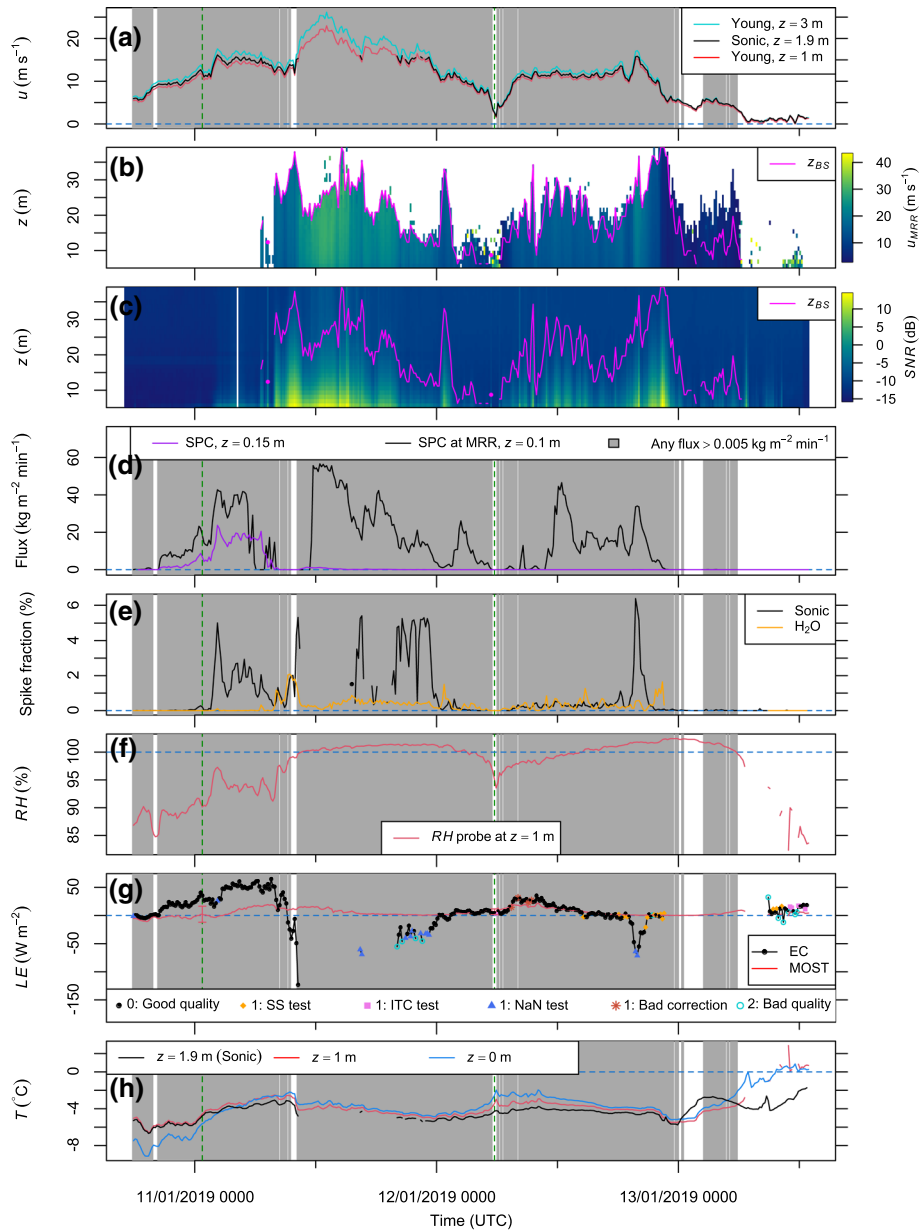 (a)
u (m s⁻¹)
20
10
0
Young, z = 3 m
Sonic, z = 1.9 m
Young, z = 1 m
(b)
z (m)
30
20
10
z_BS
40
30
20
10
u_MRR (m s⁻¹)
(c)
z (m)
30
20
10
z_BS
10
5
0
-5
-10
-15
SNR (dB)
(d)
Flux (kg m⁻² min⁻¹)
60
40
20
0
SPC, z = 0.15 m
SPC at MRR, z = 0.1 m
Any flux > 0.005 kg m⁻² min⁻¹
(e)
Spike fraction (%)
6
4
2
0
Sonic
H₂O
(f)
RH (%)
100
95
90
85
RH probe at z = 1 m
(g)
LE (W m⁻²)
50
0
-50
-150
EC
MOST
0: Good quality
1: SS test
1: ITC test
1: NaN test
1: Bad correction
2: Bad quality
(h)
T (°C)
0
-4
-8
z = 1.9 m (Sonic)
z = 1 m
z = 0 m
11/01/2019 0000
12/01/2019 0000
13/01/2019 0000
Time (UTC)